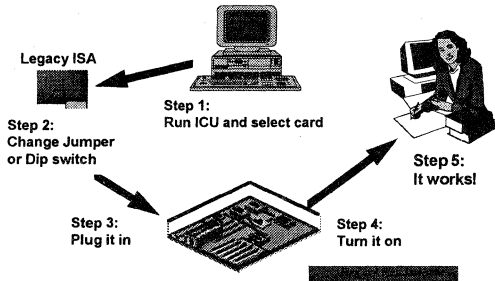 Legacy ISA
Step 1:
Run ICU and select card
Step 2:
Change Jumper
or Dip switch
Step 3:
Plug it in
Step 4:
Turn it on
Step 5:
It works!